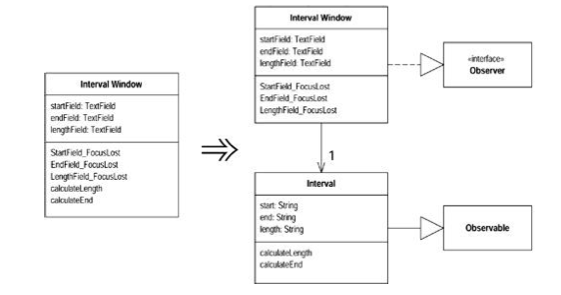 Interval Window
startField: TextField
endField: TextField
lengthField: TextField
StartField_FocusLost
EndField_FocusLost
LengthField_FocusLost
calculateLength
calculateEnd
Interval Window
startField: TextField
endField: TextField
lengthField: TextField
StartField_FocusLost
EndField_FocusLost
LengthField_FocusLost
«interface»
Observer
1
Interval
start: String
end: String
length: String
calculateLength
calculateEnd
Observable